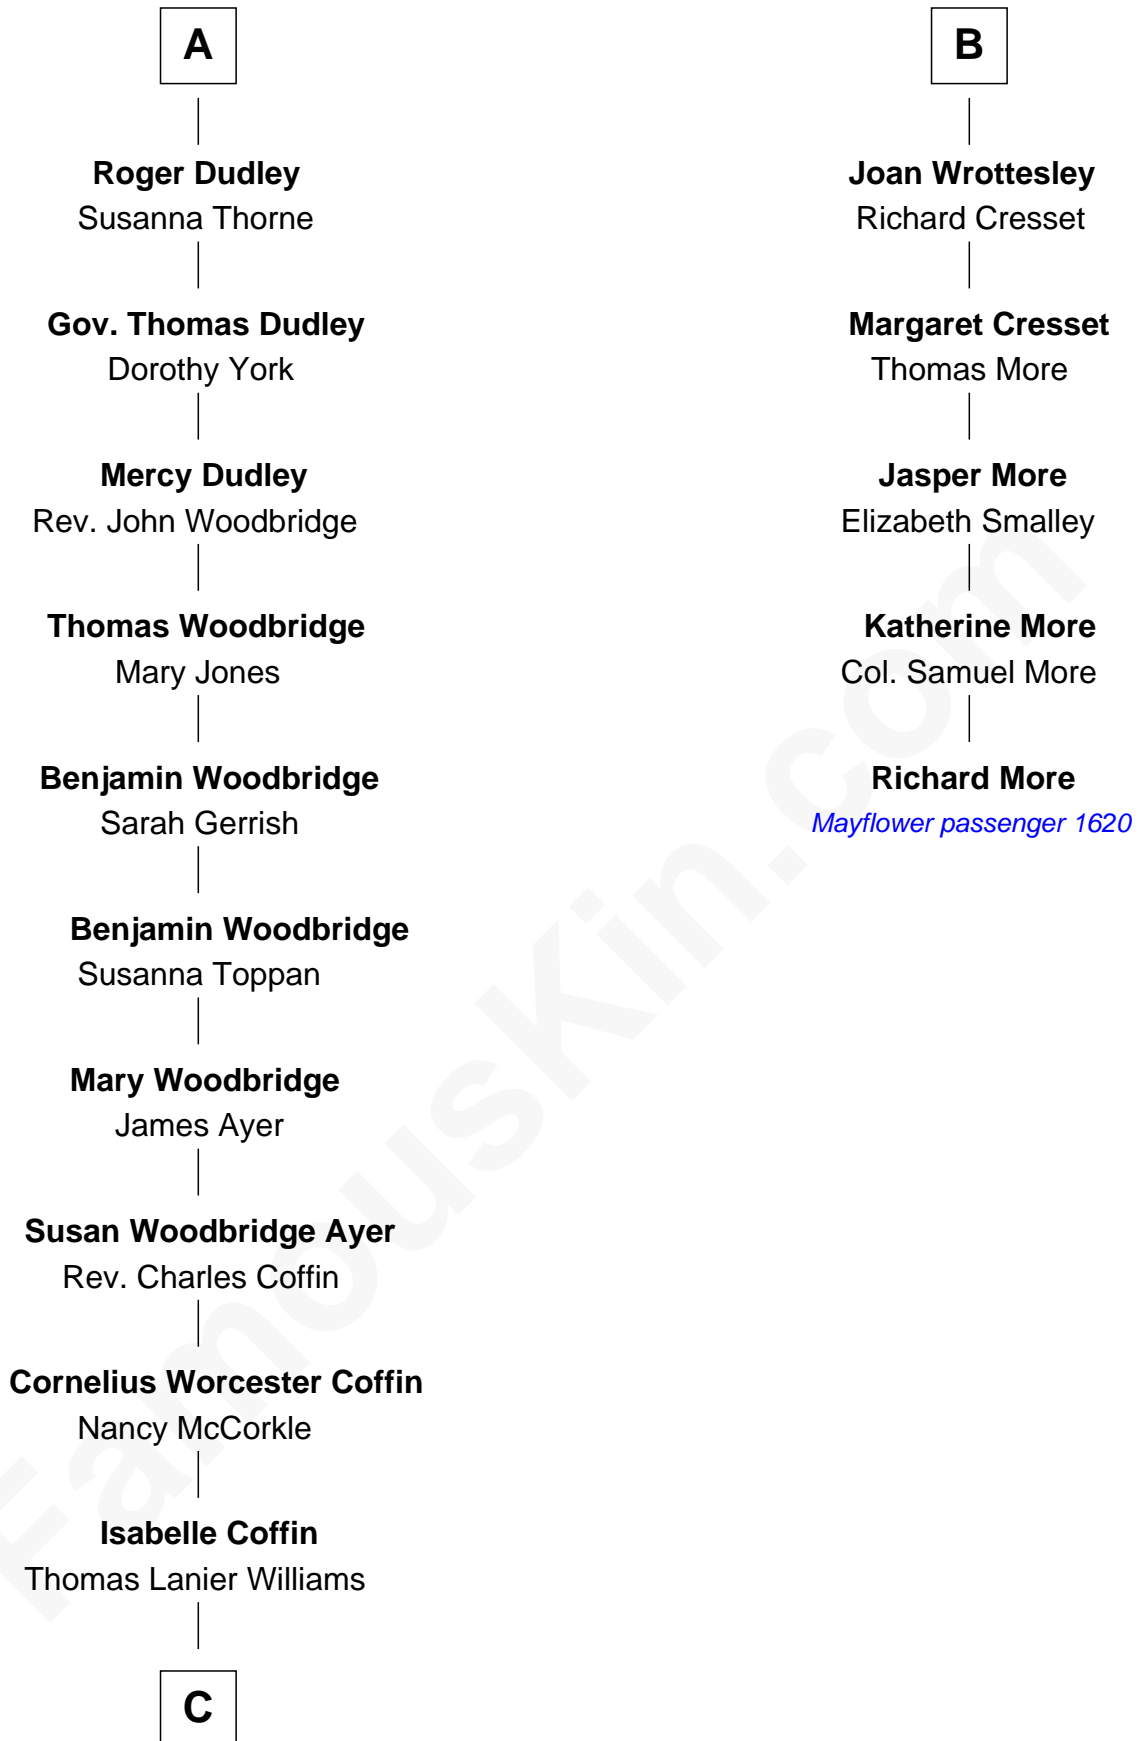 A
Roger Dudley
Susanna Thorne
Gov. Thomas Dudley
Dorothy York
Mercy Dudley
Rev. John Woodbridge
Thomas Woodbridge
Mary Jones
Benjamin Woodbridge
Sarah Gerrish
Benjamin Woodbridge
Susanna Toppan
Mary Woodbridge
James Ayer
Susan Woodbridge Ayer
Rev. Charles Coffin
Cornelius Worcester Coffin
Nancy McCorkle
Isabelle Coffin
Thomas Lanier Williams
C
B
Joan Wrottesley
Richard Cresset
Margaret Cresset
Thomas More
Jasper More
Elizabeth Smalley
Katherine More
Col. Samuel More
Richard More
Mayflower passenger 1620
FamousKin.com